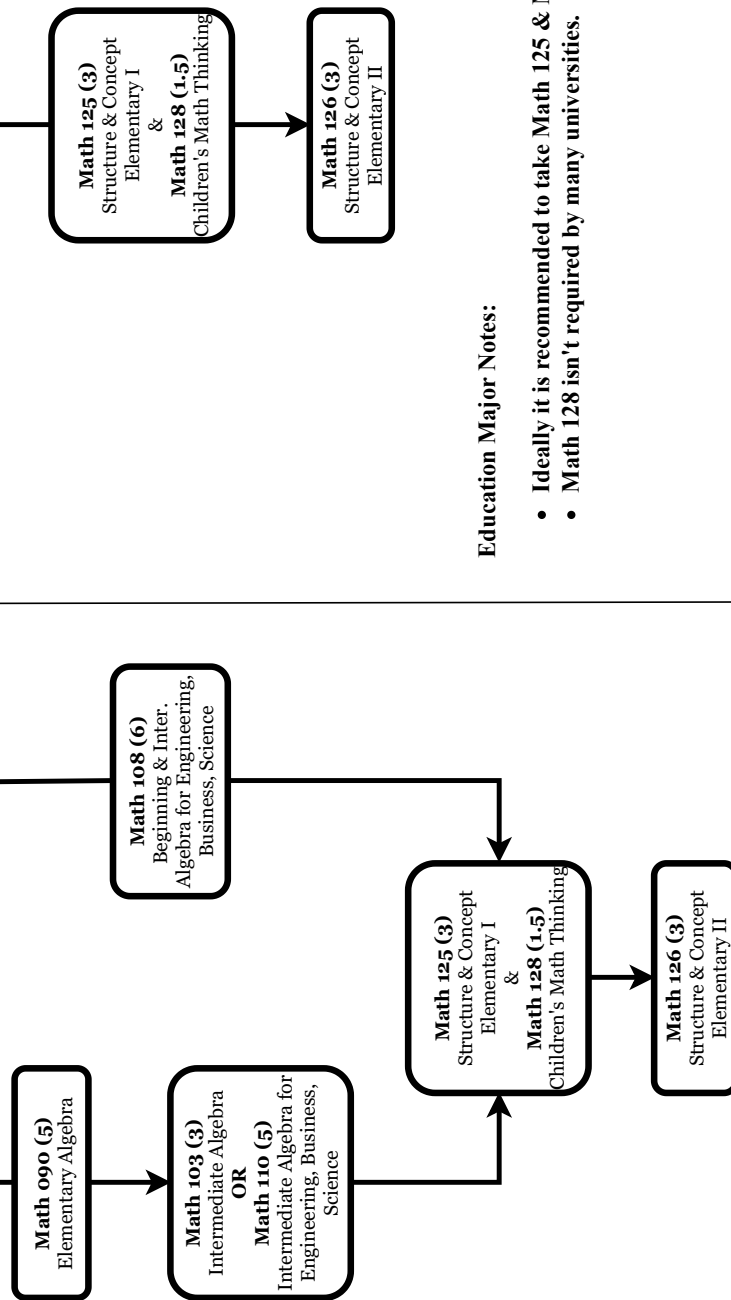 Math 125 (3)
Structure & Concept
Elementary I
&
Math 128 (1.5)
Children's Math Thinking
Math 126 (3)
Structure & Concept
Elementary II
Education Major Notes:
• Ideally it is recommended to take Math 125 &
• Math 128 isn't required by many universities.
Math 108 (6)
Beginning & Inter.
Algebra for Engineering,
Business, Science
Math 090 (5)
Elementary Algebra
Math 103 (3)
Intermediate Algebra
OR
Math 110 (5)
Intermediate Algebra for
Engineering, Business,
Science
Math 125 (3)
Structure & Concept
Elementary I
&
Math 128 (1.5)
Children's Math Thinking
Math 126 (3)
Structure & Concept
Elementary II